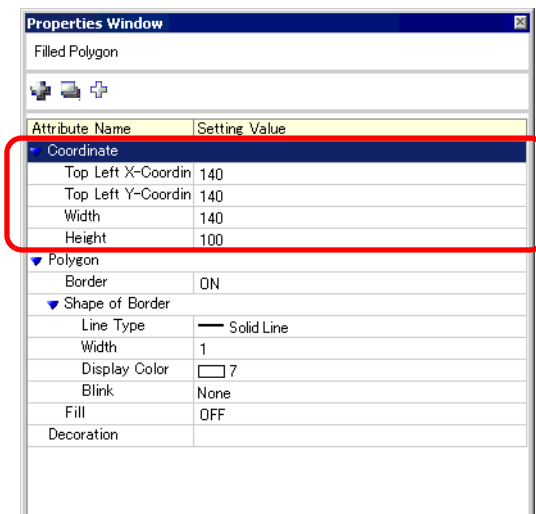 Properties Window
Filled Polygon
Attribute Name Setting Value
Coordinate
Top Left X-Coordin 140
Top Left Y-Coordin 140
Width 140
Height 100
Polygon
Border ON
Shape of Border
Line Type Solid Line
Width 1
Display Color 7
Blink None
Fill OFF
Decoration